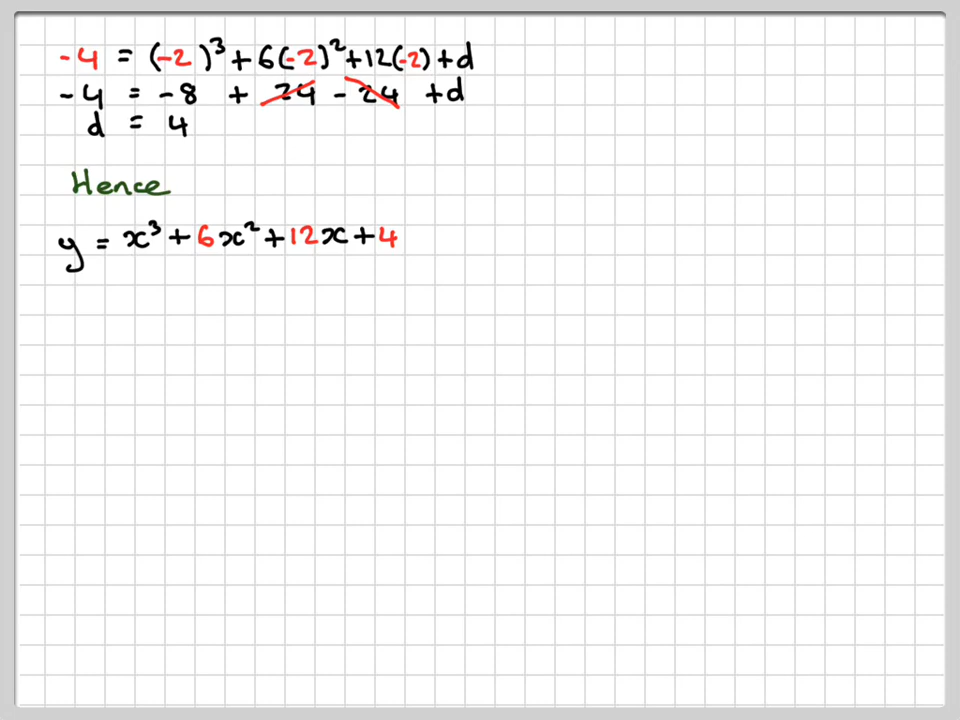 -4 = (-2)³ + 6(-2)² + 12(-2) + d
-4 = -8 + 24 - 24 + d
d = 4
Hence
y = x³ + 6x² + 12x + 4